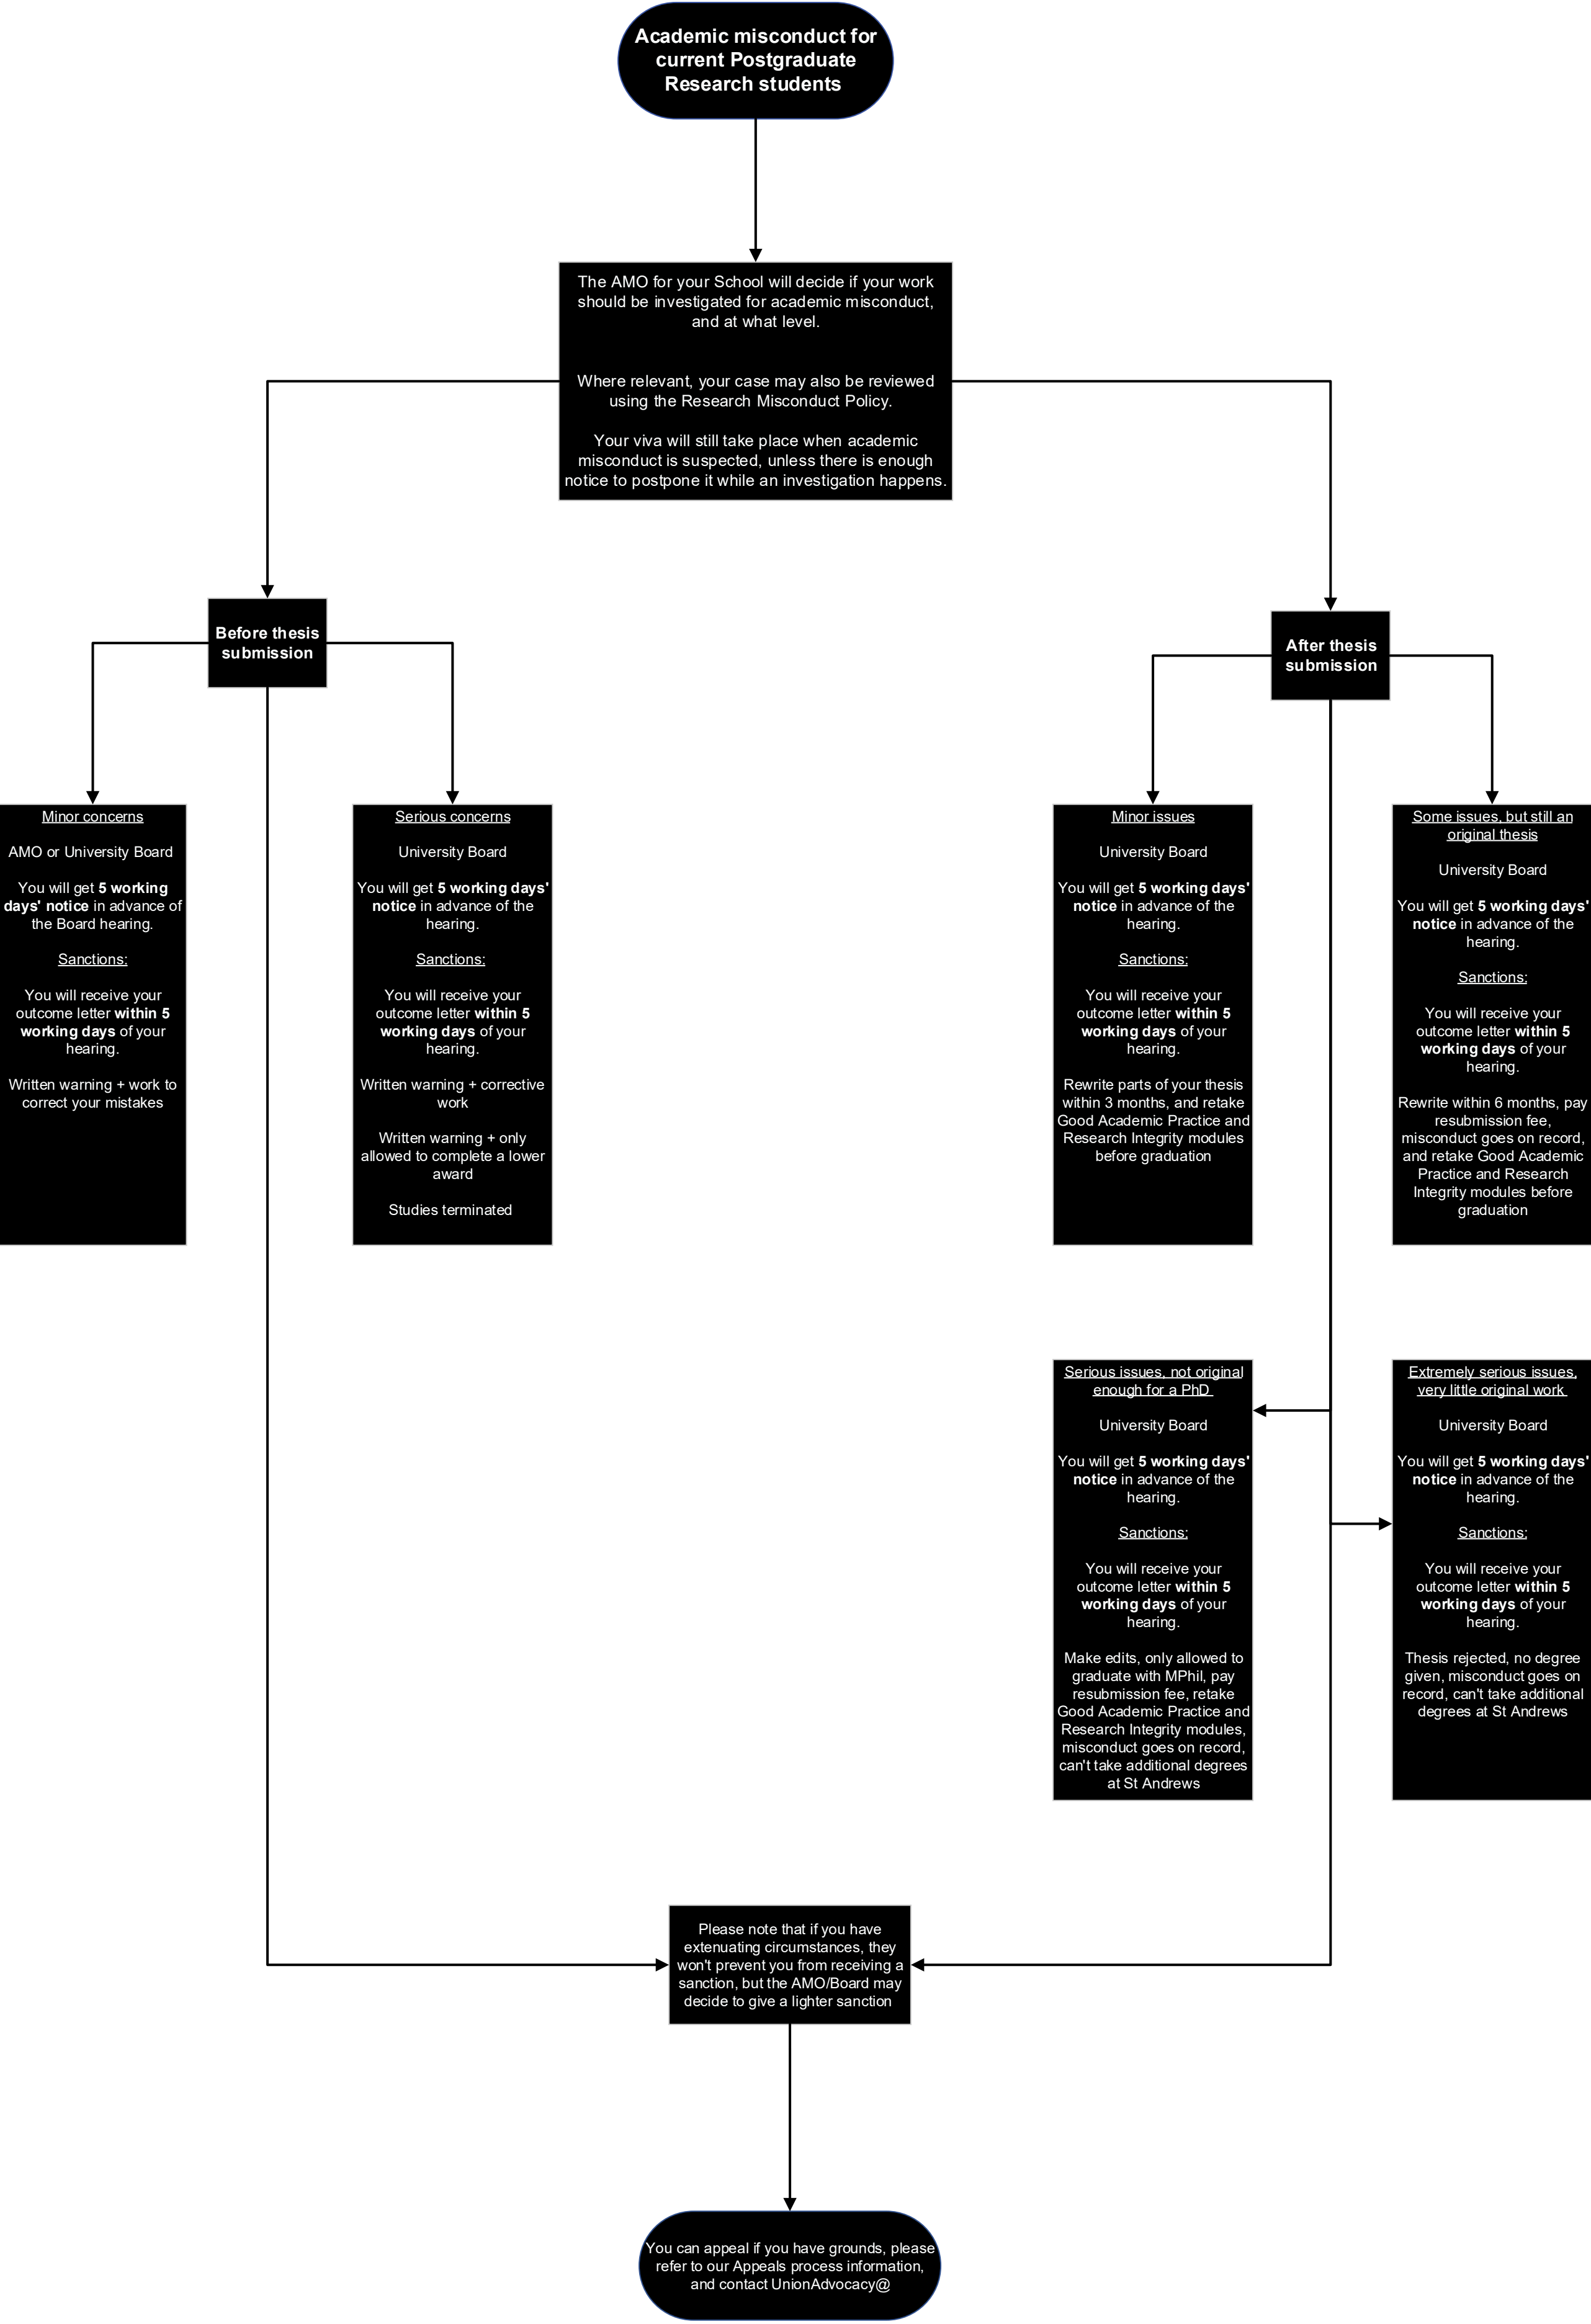 Academic misconduct for
current Postgraduate
Research students
The AMO for your School will decide if your work
should be investigated for academic misconduct,
and at what level.
Where relevant, your case may also be reviewed
using the Research Misconduct Policy.
Your viva will still take place when academic
misconduct is suspected, unless there is enough
notice to postpone it while an investigation happens.
Before thesis
submission
After thesis
submission
Minor concerns
AMO or University Board
You will get 5 working
days' notice in advance of
the Board hearing.
Sanctions:
You will receive your
outcome letter within 5
working days of your
hearing.
Written warning + work to
correct your mistakes
Serious concerns
University Board
You will get 5 working days'
notice in advance of the
hearing.
Sanctions:
You will receive your
outcome letter within 5
working days of your
hearing.
Written warning + corrective
work
Written warning + only
allowed to complete a lower
award
Studies terminated
Minor issues
University Board
You will get 5 working days'
notice in advance of the
hearing.
Sanctions:
You will receive your
outcome letter within 5
working days of your
hearing.
Rewrite parts of your thesis
within 3 months, and retake
Good Academic Practice and
Research Integrity modules
before graduation
Some issues, but still an
original thesis
University Board
You will get 5 working days'
notice in advance of the
hearing.
Sanctions:
You will receive your
outcome letter within 5
working days of your
hearing.
Rewrite within 6 months, pay
resubmission fee,
misconduct goes on record,
and retake Good Academic
Practice and Research
Integrity modules before
graduation
Serious issues, not original
enough for a PhD
University Board
You will get 5 working days'
notice in advance of the
hearing.
Sanctions:
You will receive your
outcome letter within 5
working days of your
hearing.
Make edits, only allowed to
graduate with MPhil, pay
resubmission fee, retake
Good Academic Practice and
Research Integrity modules,
misconduct goes on record,
can't take additional degrees
at St Andrews
Extremely serious issues,
very little original work
University Board
You will get 5 working days'
notice in advance of the
hearing.
Sanctions:
You will receive your
outcome letter within 5
working days of your
hearing.
Thesis rejected, no degree
given, misconduct goes on
record, can't take additional
degrees at St Andrews
Please note that if you have
extenuating circumstances, they
won't prevent you from receiving a
sanction, but the AMO/Board may
decide to give a lighter sanction
You can appeal if you have grounds, please
refer to our Appeals process information,
and contact UnionAdvocacy@